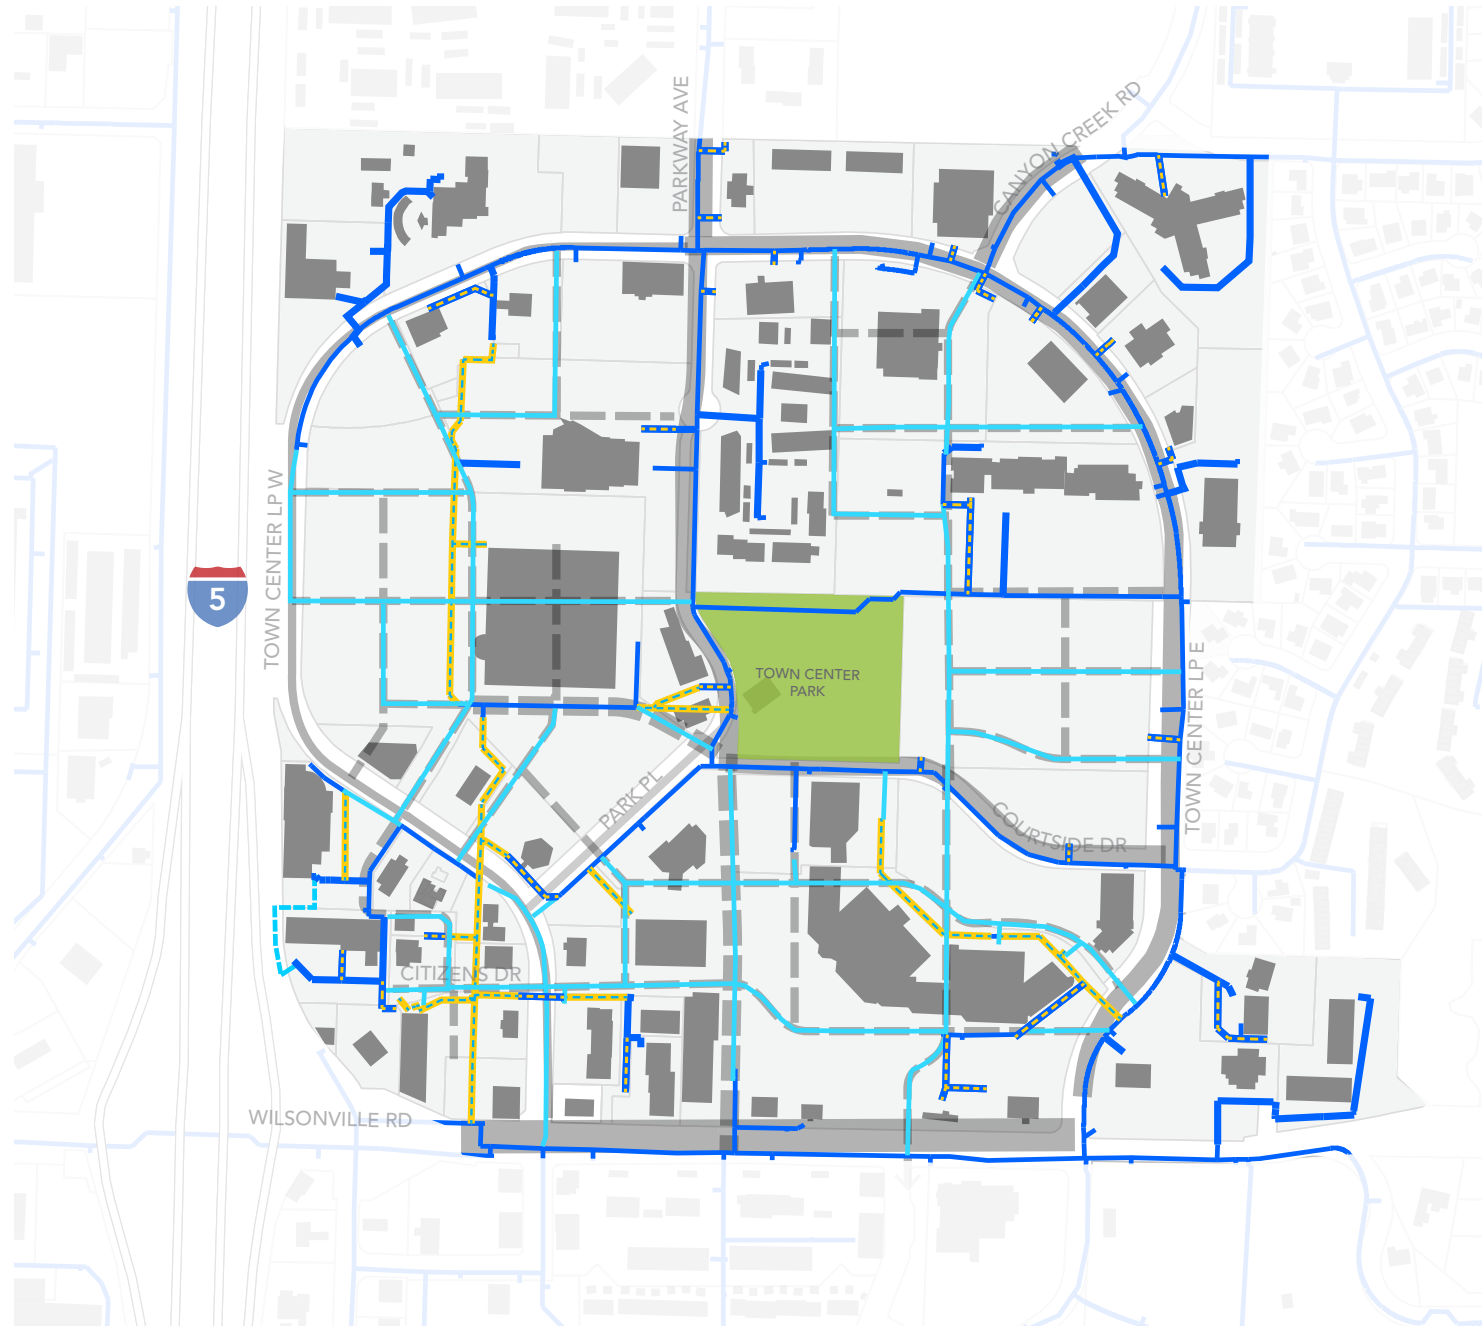 PARKWAY AVE
CANYON CREEK RD
TOWN CENTER LP W
5
TOWN CENTER
PARK
TOWN CENTER LP E
PARK PL
COURTSIDE DR
CITIZENS DR
WILSONVILLE RD